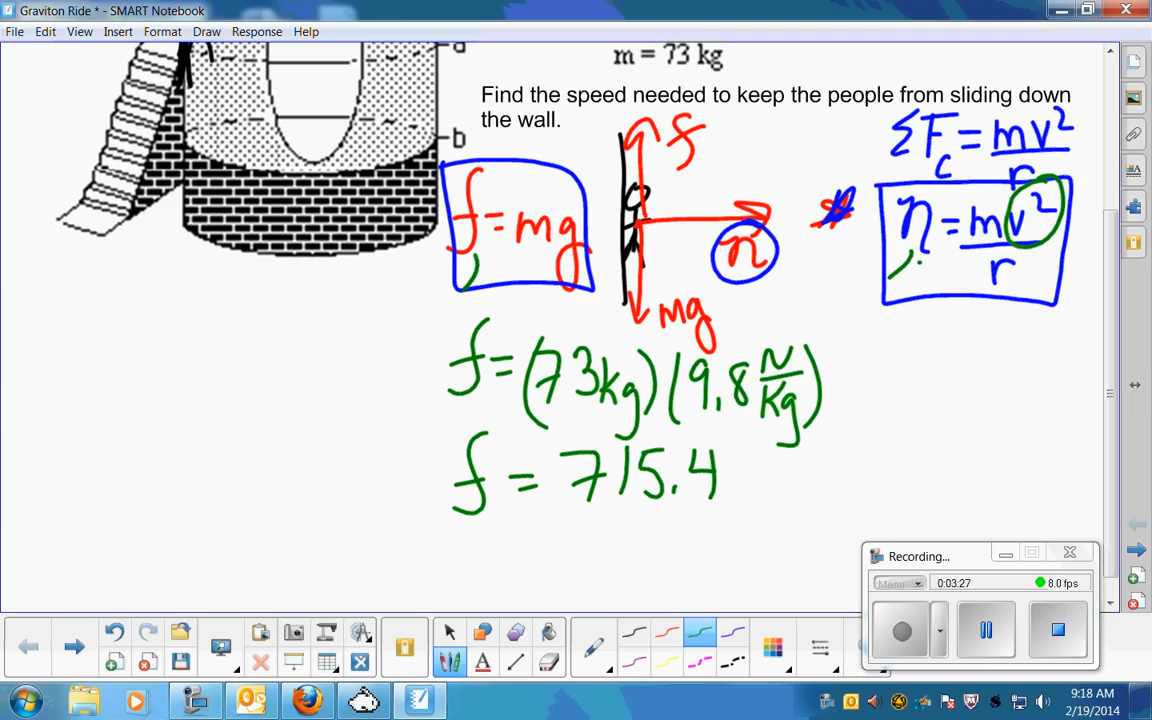 Graviton Ride * - SMART Notebook
File Edit View Insert Format Draw Response Help
a
m = 73 kg
Find the speed needed to keep the people from sliding down
the wall.
b
f
ΣF_c = mv²/r
f = mg
n
n = mv²/r
mg
f = (73kg)(9.8 N/Kg)
f = 715.4
Recording...
Menu
0:03:27
8.0 fps
A
9:18 AM
2/19/2014